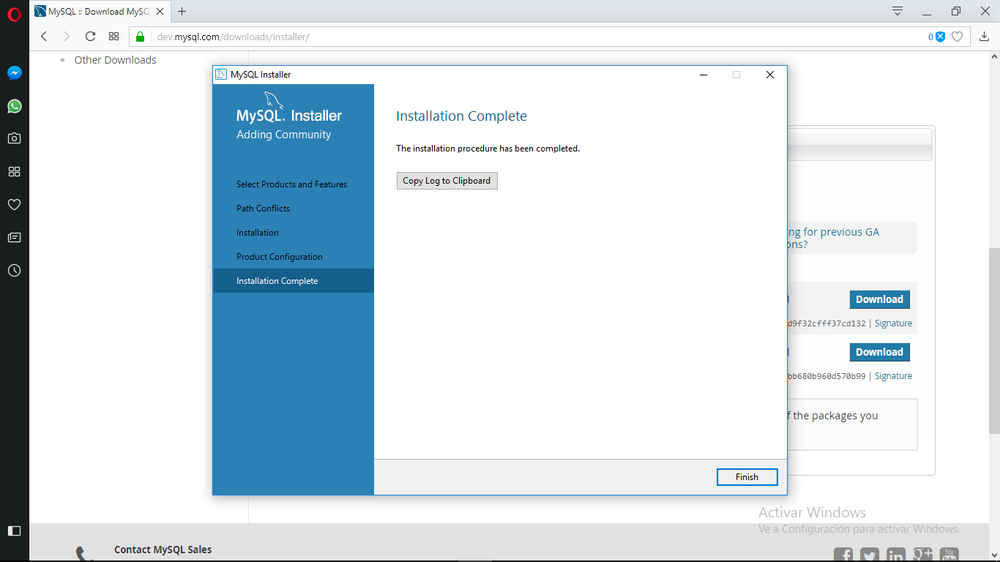 MySQL :: Download MySQ
dev.mysql.com/downloads/installer/
0
Other Downloads
MySQL Installer
MySQL. Installer
Adding Community
Select Products and Features
Path Conflicts
Installation
Product Configuration
Installation Complete
Installation Complete
The installation procedure has been completed.
Copy Log to Clipboard
Finish
ng for previous GA
ons?
Download
d9f32cfff37cd132 | Signature
Download
bb680b960d570b99 | Signature
f the packages you
Activar Windows
Ve a Configuración para activar Windows.
Contact MySQL Sales
f
in
g+
You